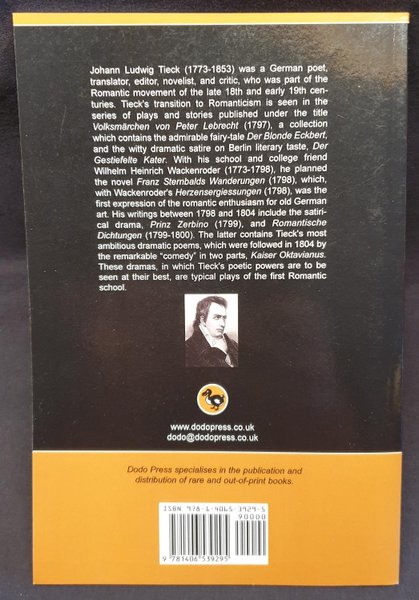 Johann Ludwig Tieck (1773-1853) was a German poet,
translator, editor, novelist, and critic, who was part of the
Romantic movement of the late 18th and early 19th cen-
turies. Tieck's transition to Romanticism is seen in the
series of plays and stories published under the title
Volksmärchen von Peter Lebrecht (1797), a collection
which contains the admirable fairy-tale Der Blonde Eckbert,
and the witty dramatic satire on Berlin literary taste, Der
Gestiefelte Kater. With his school and college friend
Wilhelm Heinrich Wackenroder (1773-1798), he planned
the novel Franz Sternbalds Wanderungen (1798), which,
with Wackenroder's Herzensergiessungen (1798), was the
first expression of the romantic enthusiasm for old German
art. His writings between 1798 and 1804 include the satiri-
cal drama, Prinz Zerbino (1799), and Romantische
Dichtungen (1799-1800). The latter contains Tieck's most
ambitious dramatic poems, which were followed in 1804 by
the remarkable "comedy" in two parts, Kaiser Oktavianus.
These dramas, in which Tieck's poetic powers are to be
seen at their best, are typical plays of the first Romantic
school.
www.dodopress.co.uk
dodo@dodopress.co.uk
Dodo Press specialises in the publication and
distribution of rare and out-of-print books.
ISBN 978-1-4065-3929-5
90000
9 781406 539295